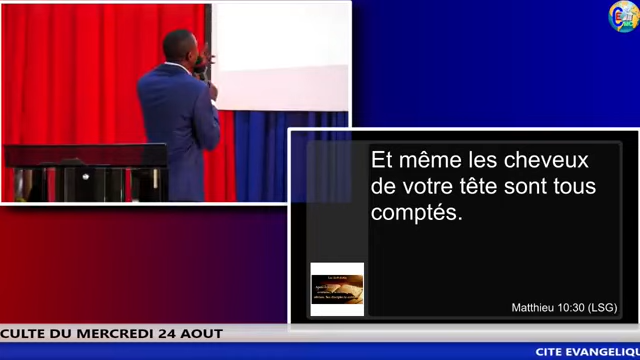 Et même les cheveux
de votre tête sont tous
comptés.
Matthieu 10:30 (LSG)
CULTE DU MERCREDI 24 AOUT
CITE EVANGELIQU